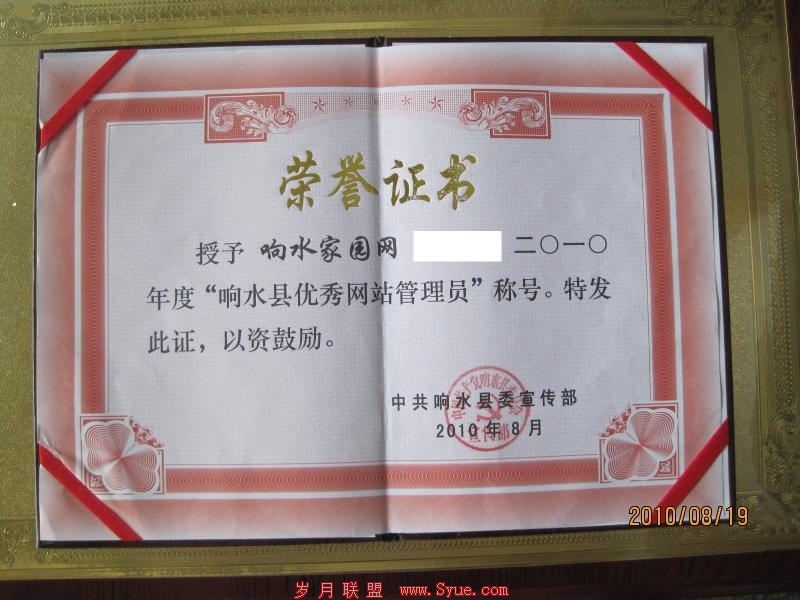 荣誉证书
授予 响水家园网 二〇一〇
年度“响水县优秀网站管理员”称号。特发
此证，以资鼓励。
中共响水县委宣传部
2010年8月
2010/08/19
岁月联盟 www.Syue.com